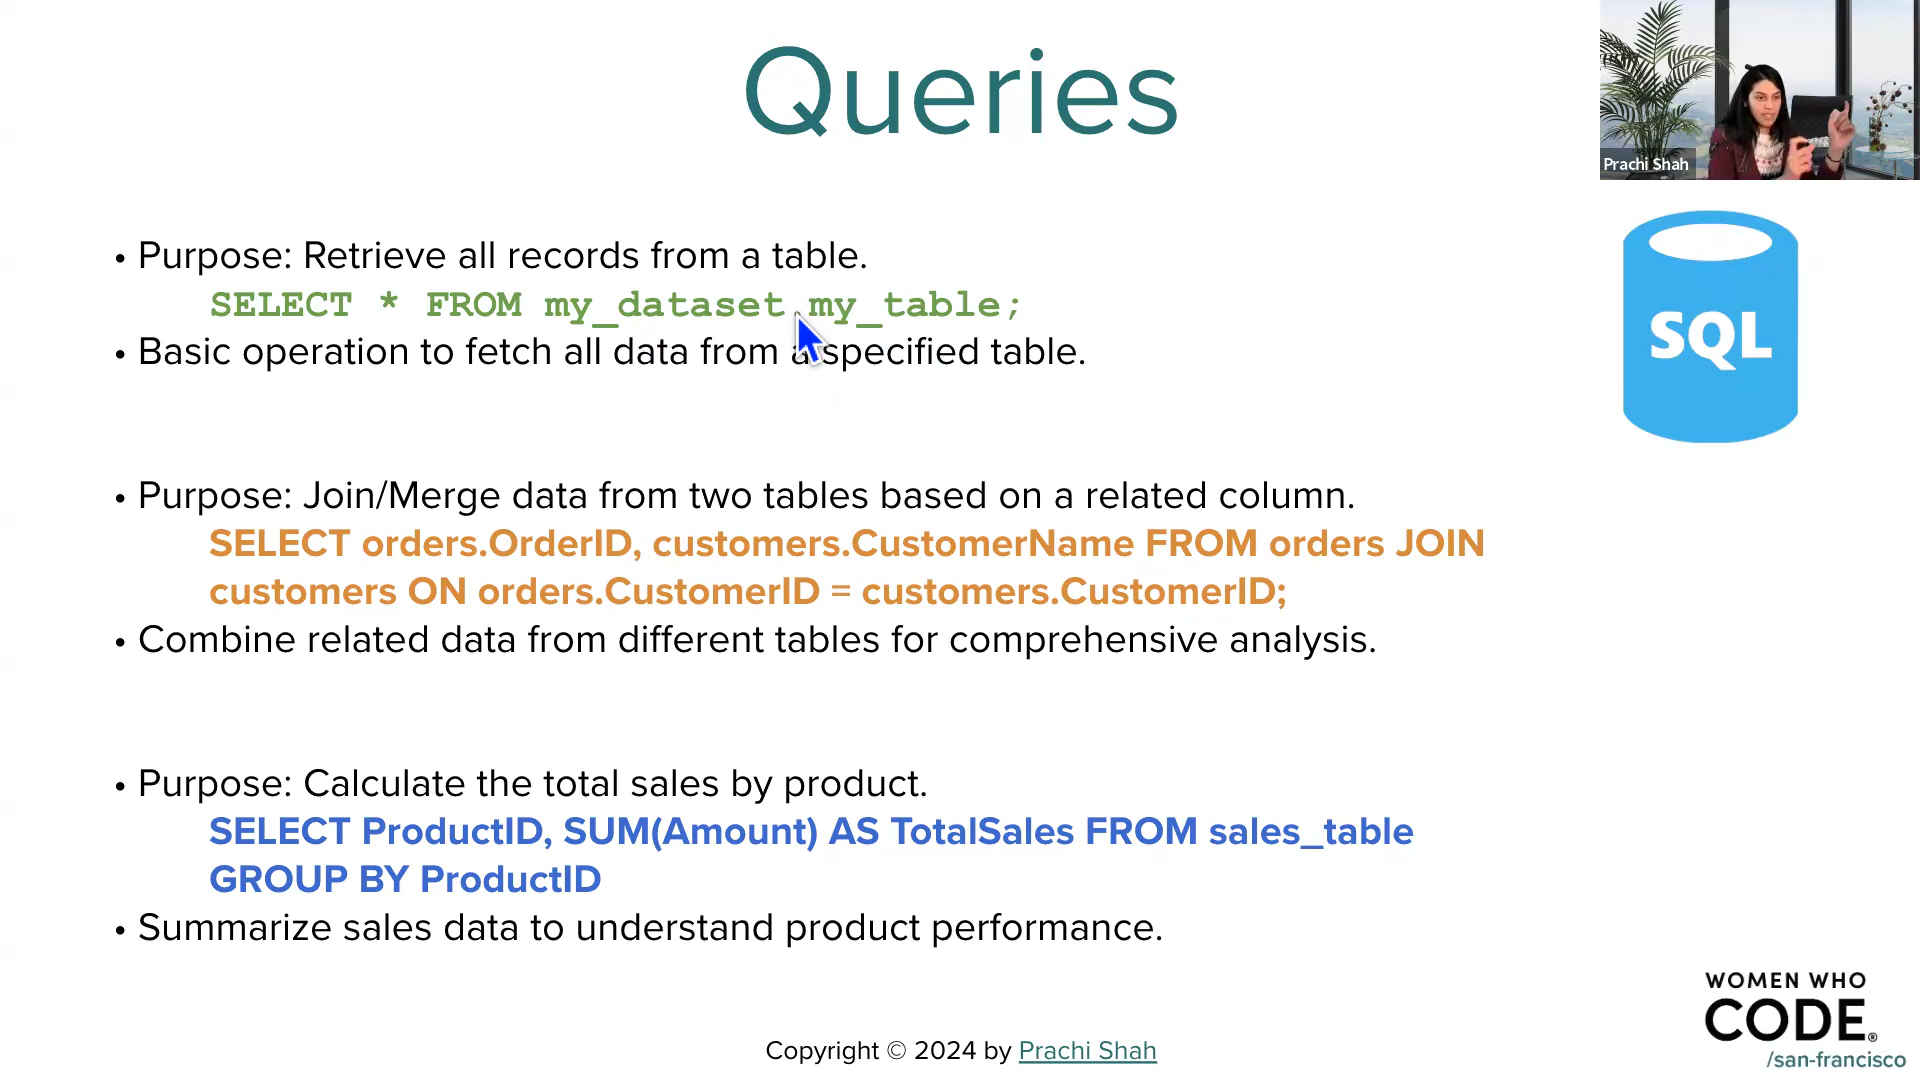 Queries
Prachi Shah
• Purpose: Retrieve all records from a table.
SELECT * FROM my_dataset.my_table;
• Basic operation to fetch all data from a specified table.
SQL
• Purpose: Join/Merge data from two tables based on a related column.
SELECT orders.OrderID, customers.CustomerName FROM orders JOIN
customers ON orders.CustomerID = customers.CustomerID;
• Combine related data from different tables for comprehensive analysis.
• Purpose: Calculate the total sales by product.
SELECT ProductID, SUM(Amount) AS TotalSales FROM sales_table
GROUP BY ProductID
• Summarize sales data to understand product performance.
WOMEN WHO
CODE®
/san-francisco
Copyright © 2024 by Prachi Shah